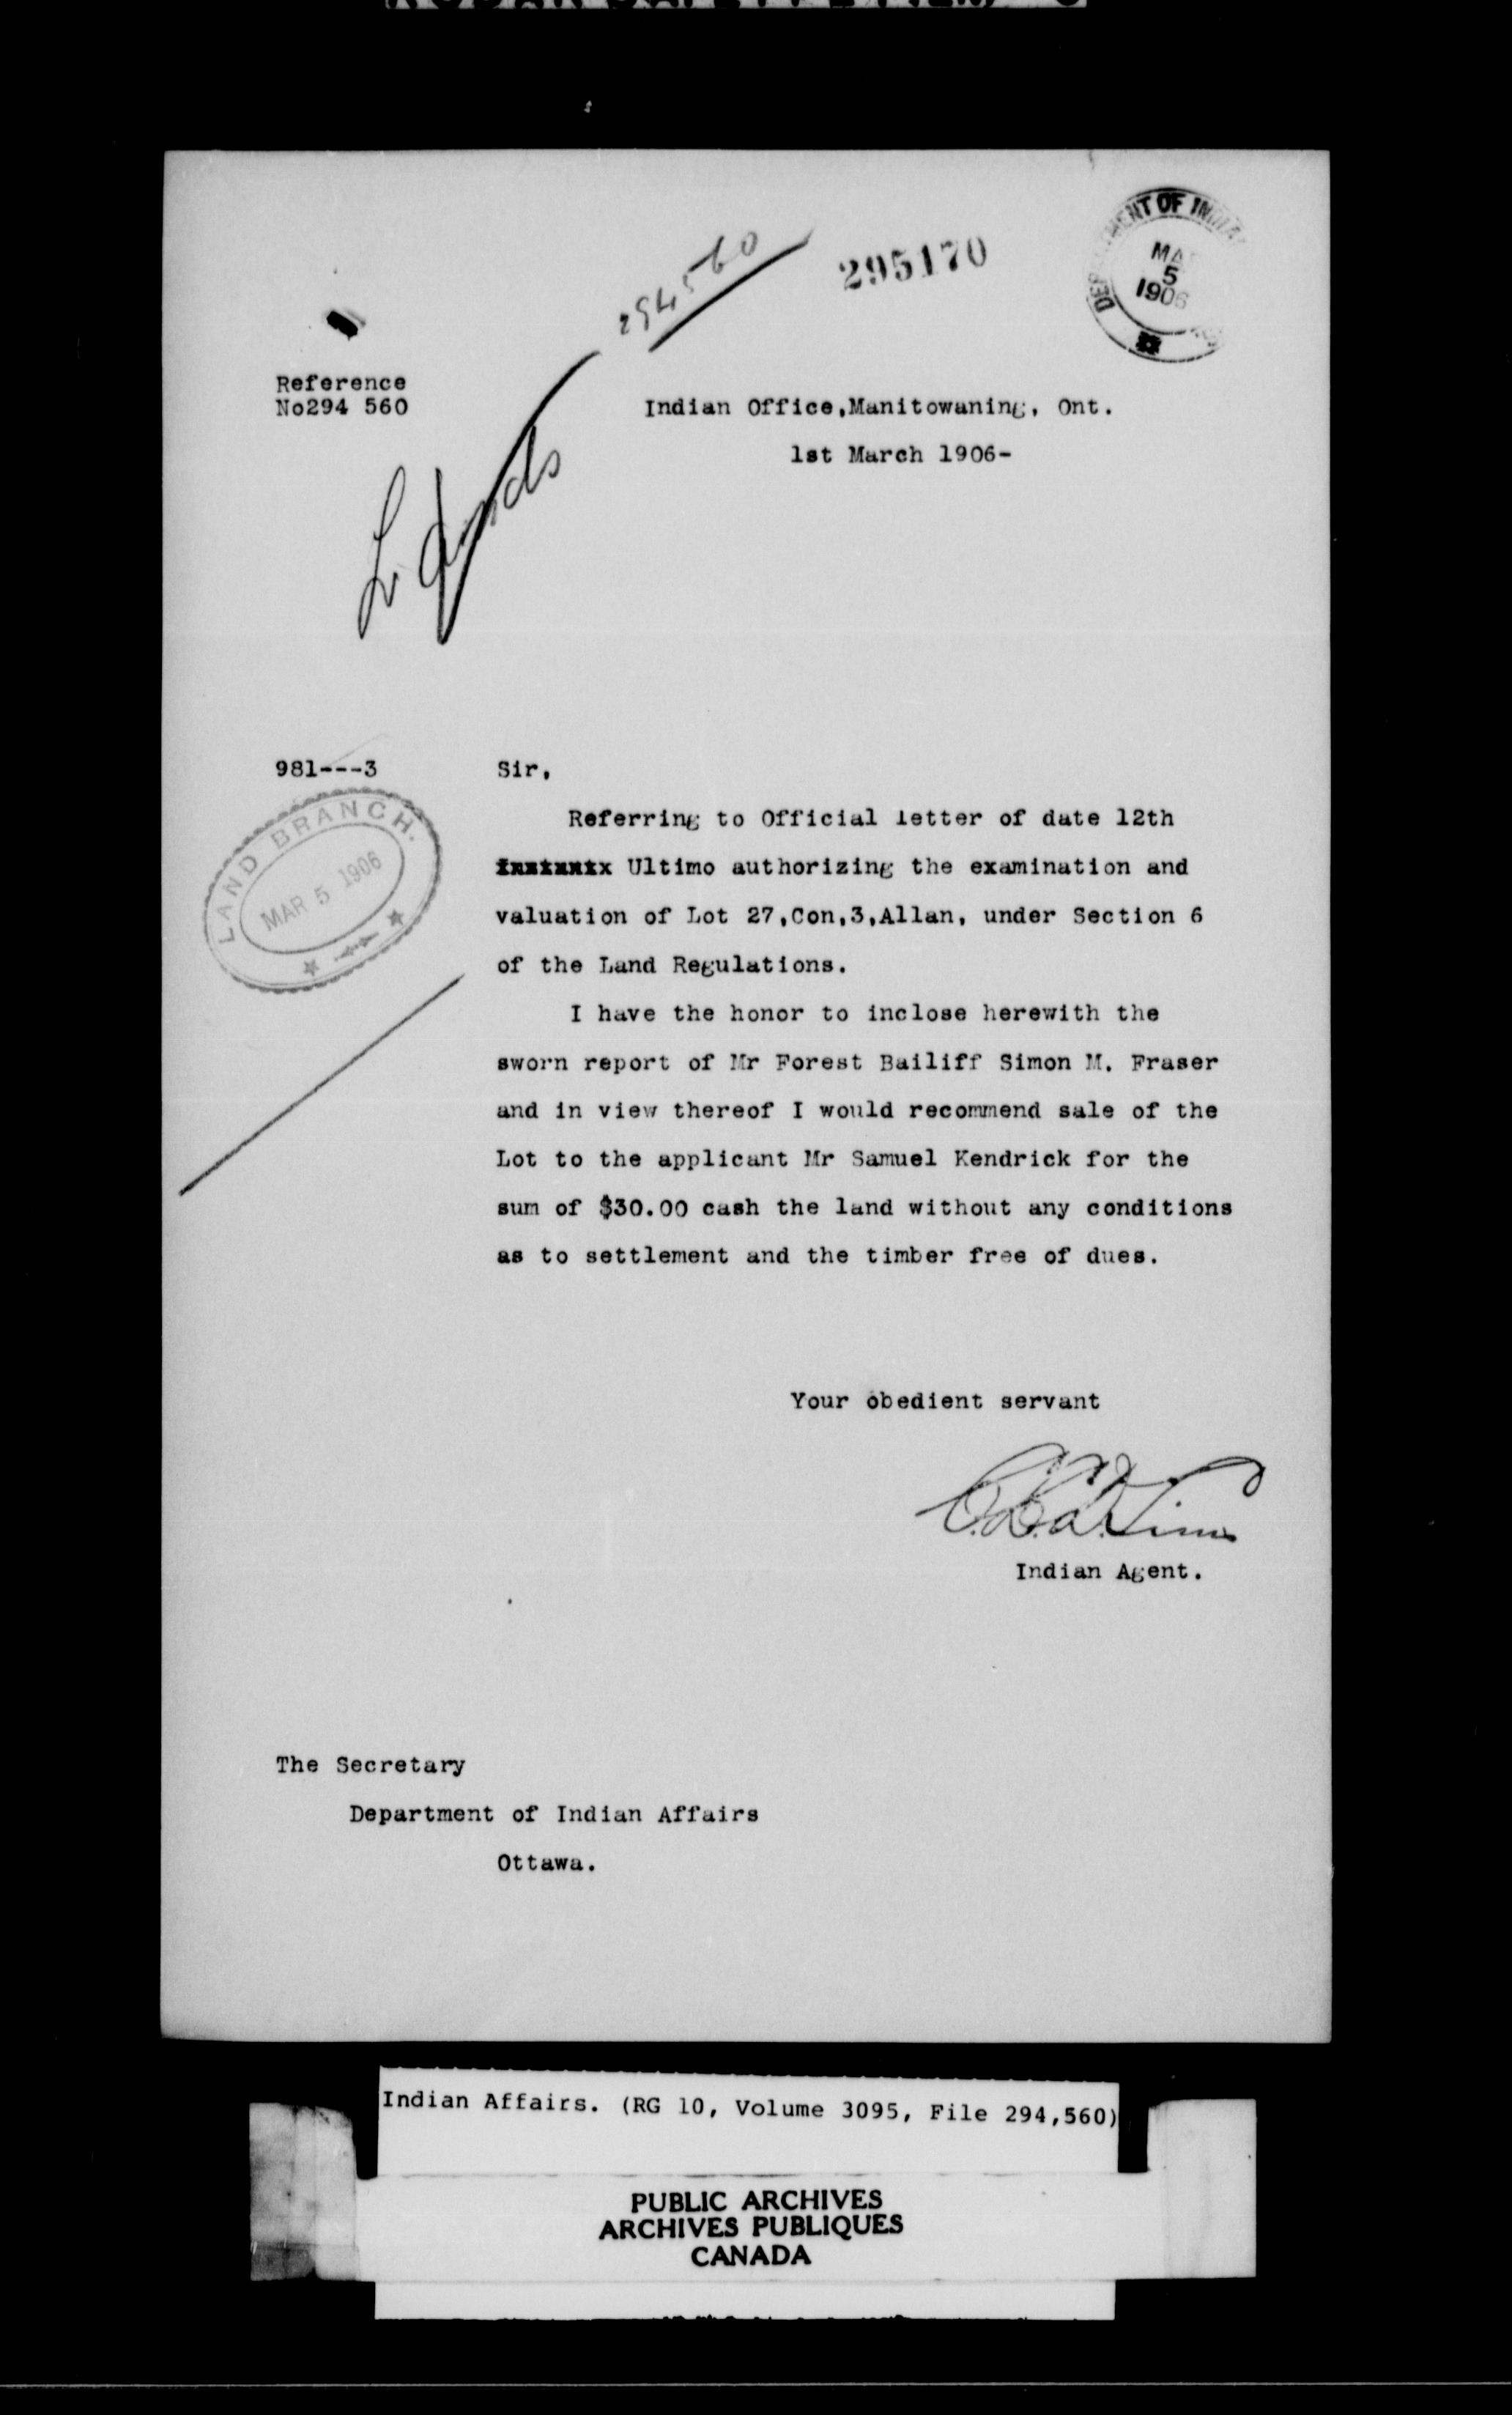 294560
295170
DEPARTMENT OF INDIA
MA
5
1906
Reference
No294 560
Indian Office,Manitowaning, Ont.
1st March 1906-
981---3
Sir,
LAND BRANCH.
MAR 5 1906
Referring to Official letter of date 12th
Instantx Ultimo authorizing the examination and
valuation of Lot 27,Con,3,Allan, under Section 6
of the Land Regulations.
I have the honor to inclose herewith the
sworn report of Mr Forest Bailiff Simon M. Fraser
and in view thereof I would recommend sale of the
Lot to the applicant Mr Samuel Kendrick for the
sum of $30.00 cash the land without any conditions
as to settlement and the timber free of dues.
Your obedient servant
Indian Agent.
The Secretary
Department of Indian Affairs
Ottawa.
Indian Affairs. (RG 10, Volume 3095, File 294,560)
PUBLIC ARCHIVES
ARCHIVES PUBLIQUES
CANADA